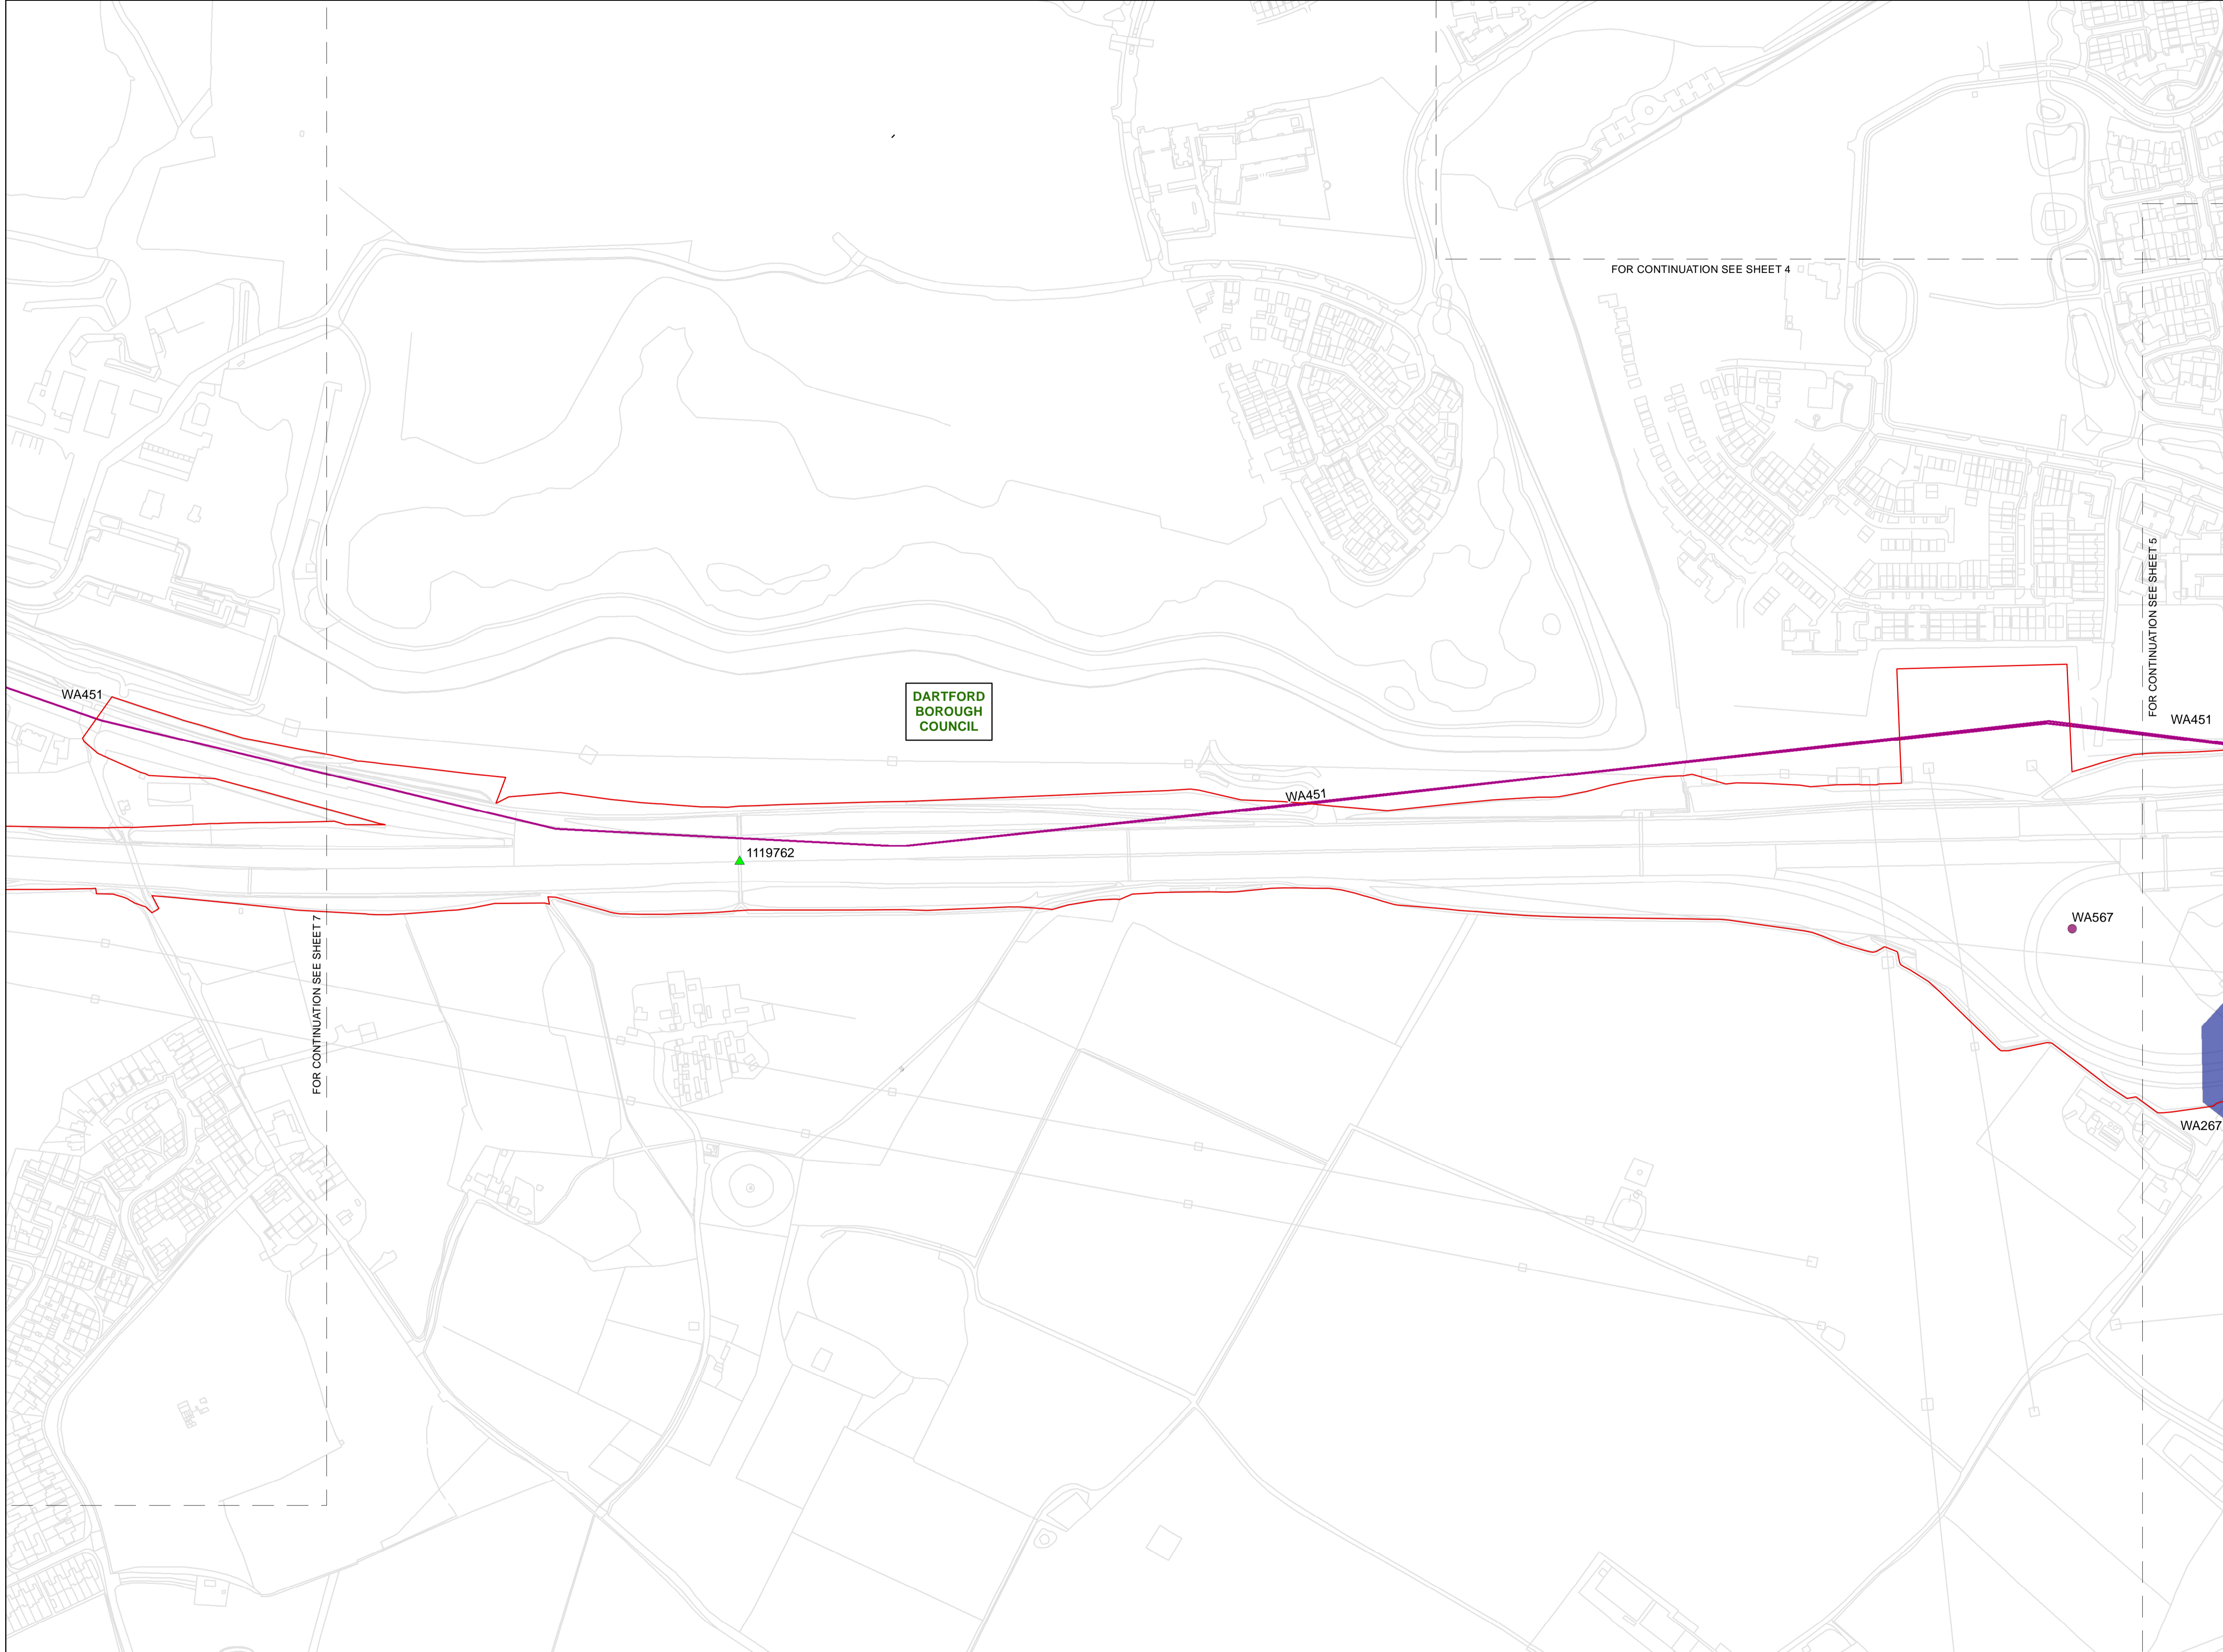 FOR CONTINUATION SEE SHEET 4
FOR CONTINUATION SEE SHEET 5
WA451
DARTFORD
BOROUGH
COUNCIL
WA451
WA451
1119762
WA567
FOR CONTINUATION SEE SHEET 7
WA267